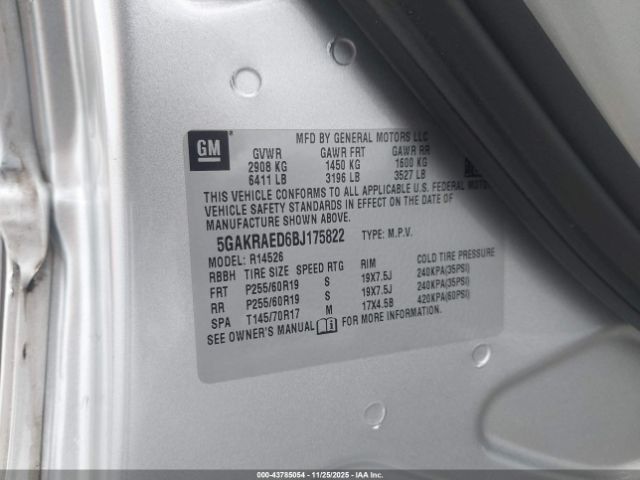 GM
MFD BY GENERAL MOTORS LLC
GVWR GAWR FRT GAWR RR
2908 KG 1450 KG 1600 KG
6411 LB 3196 LB 3527 LB
THIS VEHICLE CONFORMS TO ALL APPLICABLE U.S. FEDERAL MOTOR
VEHICLE SAFETY STANDARDS IN EFFECT ON THE DATE OF
MANUFACTURE SHOWN ABOVE.
5GAKRAED6BJ175822 TYPE: M.P.V.
MODEL: R14526
RBBH TIRE SIZE SPEED RTG RIM COLD TIRE PRESSURE
FRT P255/60R19 S 19X7.5J 240KPA(35PSI)
RR P255/60R19 S 19X7.5J 240KPA(35PSI)
SPA T145/70R17 M 17X4.5B 420KPA(60PSI)
SEE OWNER'S MANUAL FOR ADDITIONAL INFORMATION.
000-43785054 - 11/25/2025 - IAA Inc.